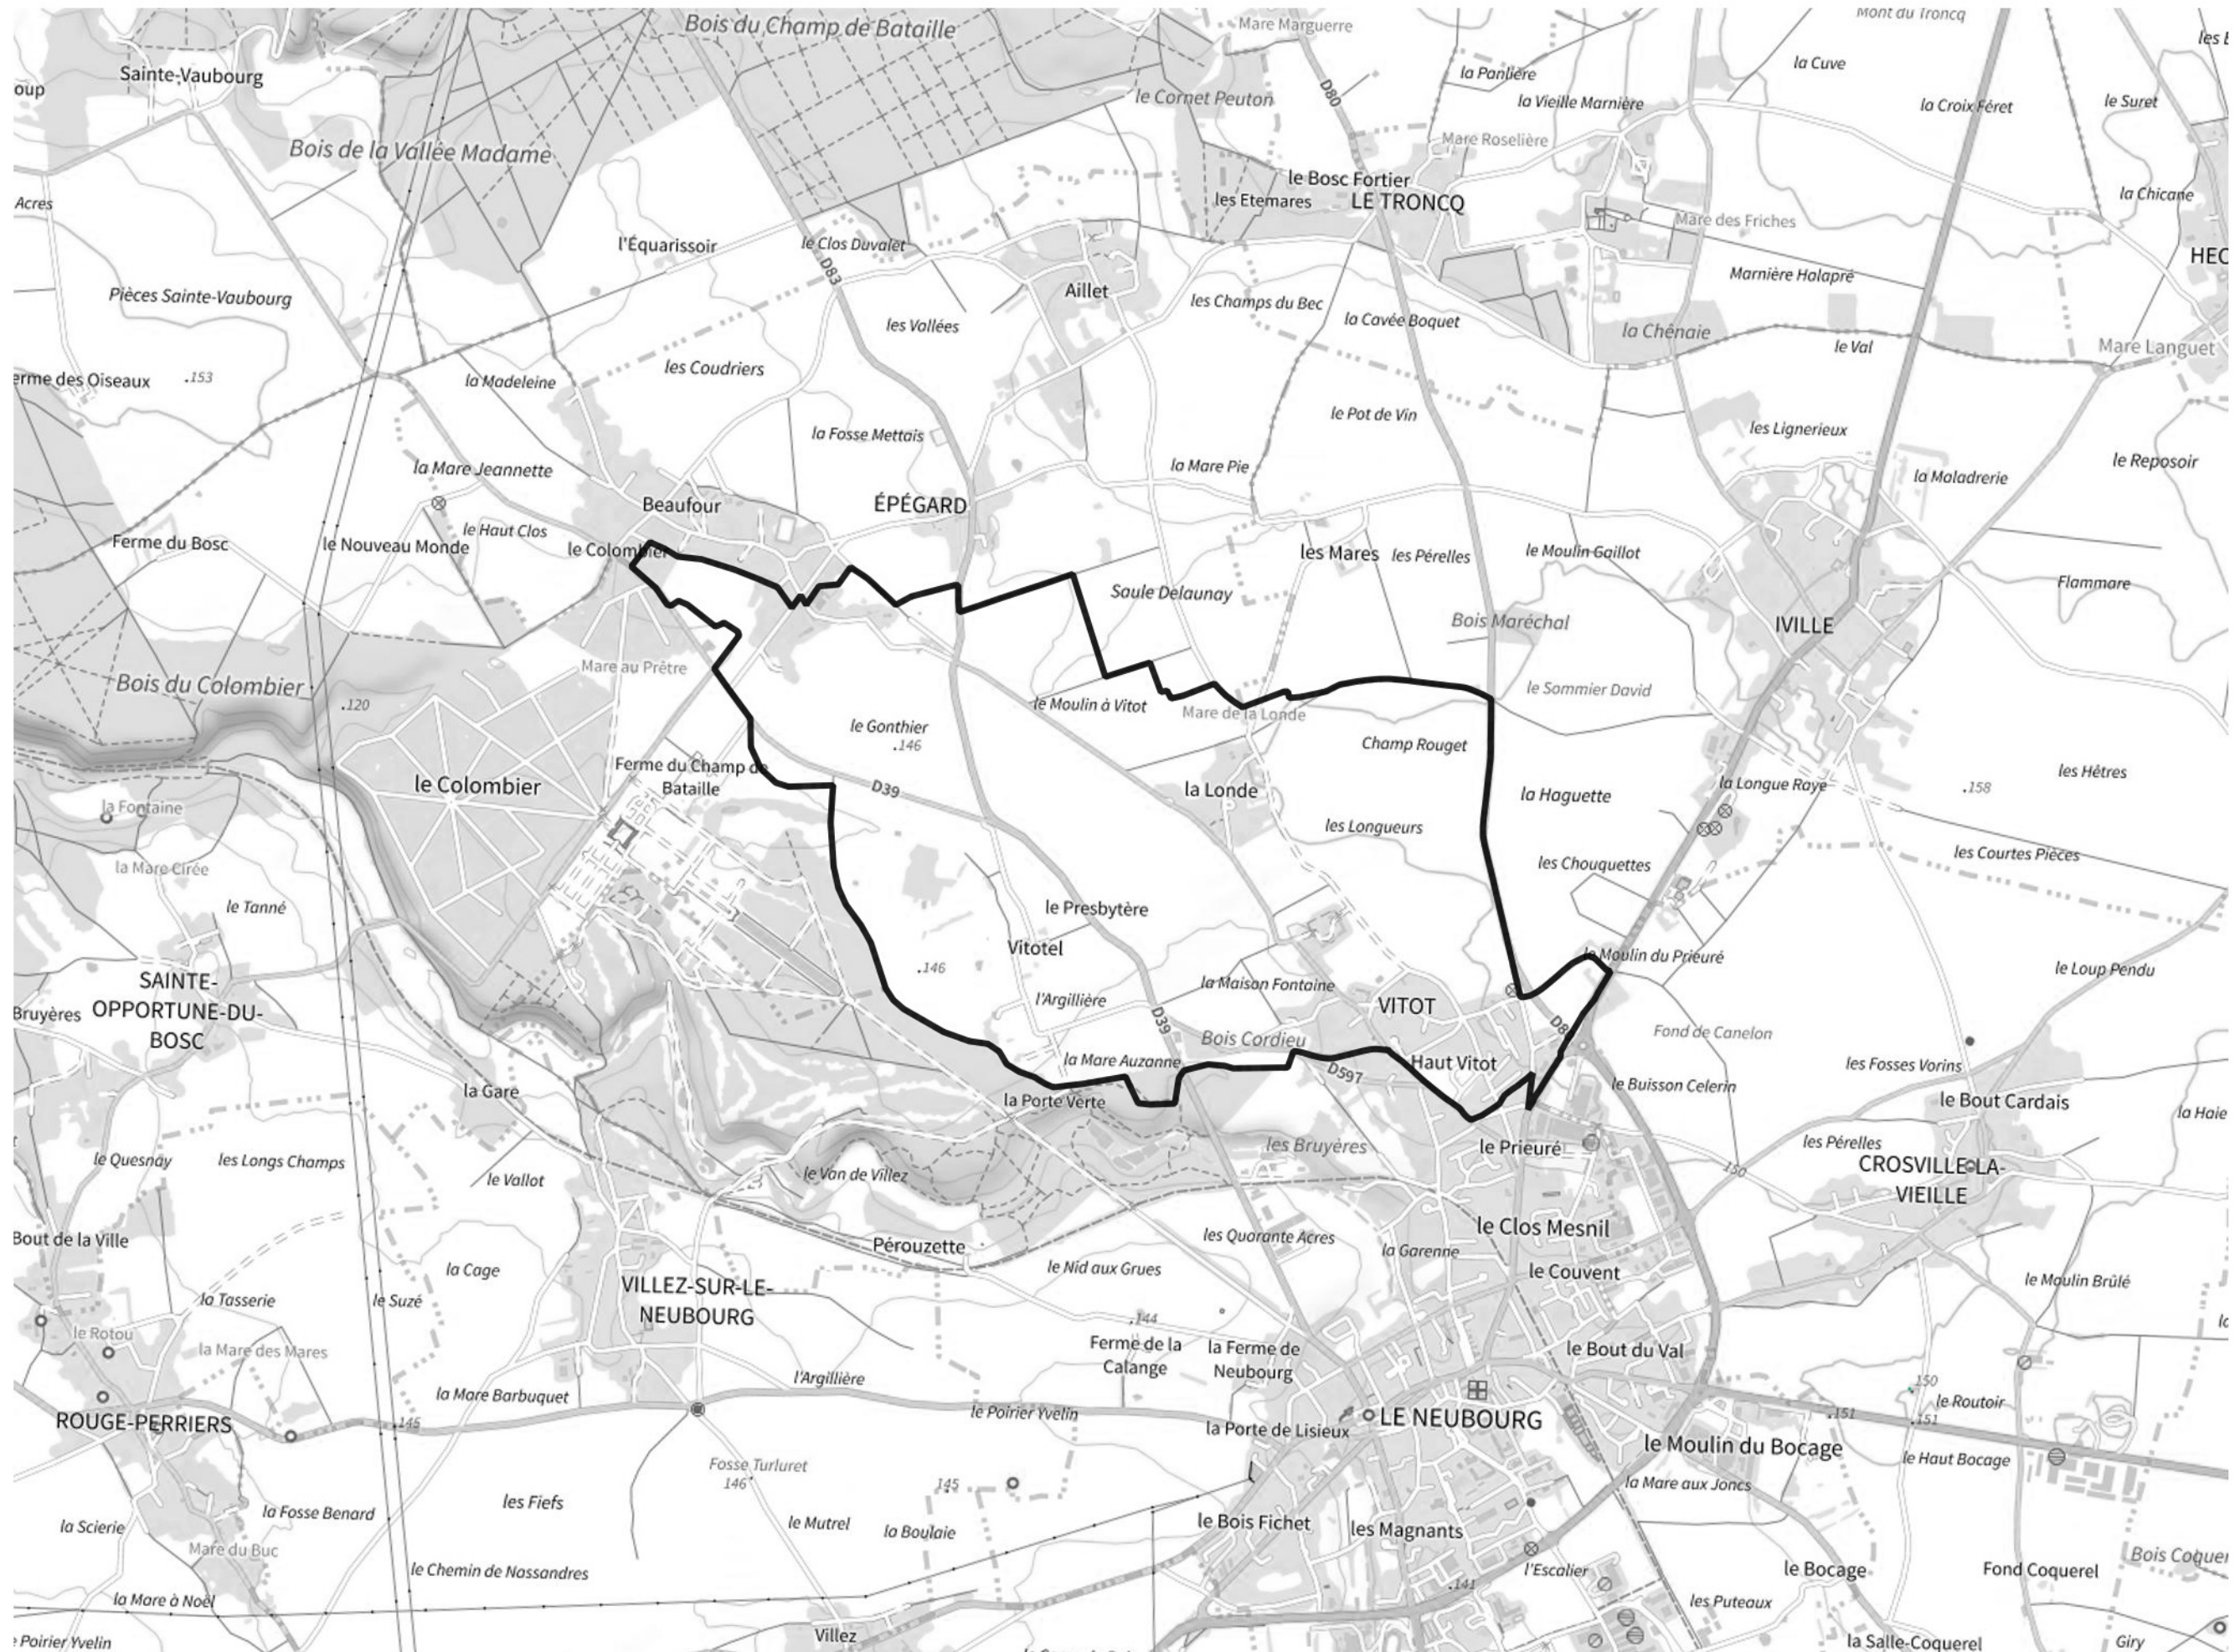 Bois du Champ de Bataille
Mare Marguerre
Mont du Troncq
Sainte-Vaubourg
oup
le Cornet Peuton
D80
la Panlière
la Cuve
la Vieille Marnière
la Croix Féret
le Suret
Bois de la Vallée Madame
Mare Roselière
le Bosc Fortier
les Etemares
LE TRONCQ
Acres
la Chicane
Mare des Friches
l'Équarissoir
le Clos Duvalet
D83
HEC
Aillet
Marnière Halapré
Pièces Sainte-Vaubourg
les Champs du Bec
la Cavée Boquet
les Vallées
la Chênaie
le Val
Mare Languet
erme des Oiseaux
.153
la Madeleine
les Coudriers
le Pot de Vin
la Fosse Mettais
les Lignerieux
la Mare Jeannette
la Mare Pie
la Maladrerie
le Reposoir
Beaufour
ÉPÉGARD
Ferme du Bosc
le Nouveau Monde
le Haut Clos
le Colombier
les Mares
les Pérelles
le Moulin Gaillot
Flammare
Saule Delaunay
Bois Maréchal
IVILLE
Mare au Prêtre
Bois du Colombier
.120
le Moulin à Vitot
Mare de la Londe
le Sommier David
le Gonthier
.146
Champ Rouget
Ferme du Champ de
Bataille
D39
le Colombier
la Londe
la Haguette
la Longue Raye
.158
les Hêtres
la Fontaine
les Longueurs
la Mare Cirée
les Chouquettes
les Courtes Pièces
le Tanné
le Presbytère
Vitotel
.146
le Moulin du Prieuré
le Loup Pendu
SAINTE-
OPPORTUNE-DU-
BOSC
Bruyères
l'Argillière
la Maison Fontaine
VITOT
D39
D8
Bois Cordieu
Fond de Canelon
la Mare Auzanne
D597
Haut Vitot
les Fosses Vorins
la Gare
la Porte Verte
le Buisson Celerin
le Bout Cardais
la Haie
le Quesnay
les Longs Champs
les Bruyères
le Prieuré
les Pérelles
150
CROSVILLE-LA-
VIEILLE
le Vallot
le Van de Villez
Bout de la Ville
Pérouzette
les Quarante Acres
la Garenne
le Clos Mesnil
la Cage
le Nid aux Grues
le Couvent
le Moulin Brûlé
la Tasserie
le Suzé
VILLEZ-SUR-LE-
NEUBOURG
le Rotou
la Mare des Mares
.144
Ferme de la
Calange
la Ferme de
Neubourg
le Bout du Val
l'Argillière
la Mare Barbuquet
150
le Routoir
ROUGE-PERRIERS
.145
le Poirier Yvelin
la Porte de Lisieux
LE NEUBOURG
.151
.151
le Moulin du Bocage
le Haut Bocage
Fosse Turluret
146
.145
la Mare aux Joncs
la Fosse Benard
les Fiefs
la Scierie
le Mutrel
la Boulaie
le Bois Fichet
les Magnants
Mare du Buc
le Chemin de Nassandres
l'Escalier
.141
le Bocage
Fond Coquerel
Bois Coquer
la Mare à Noël
les Puteaux
Poirier Yvelin
Villez
la Salle-Coquerel
Giry